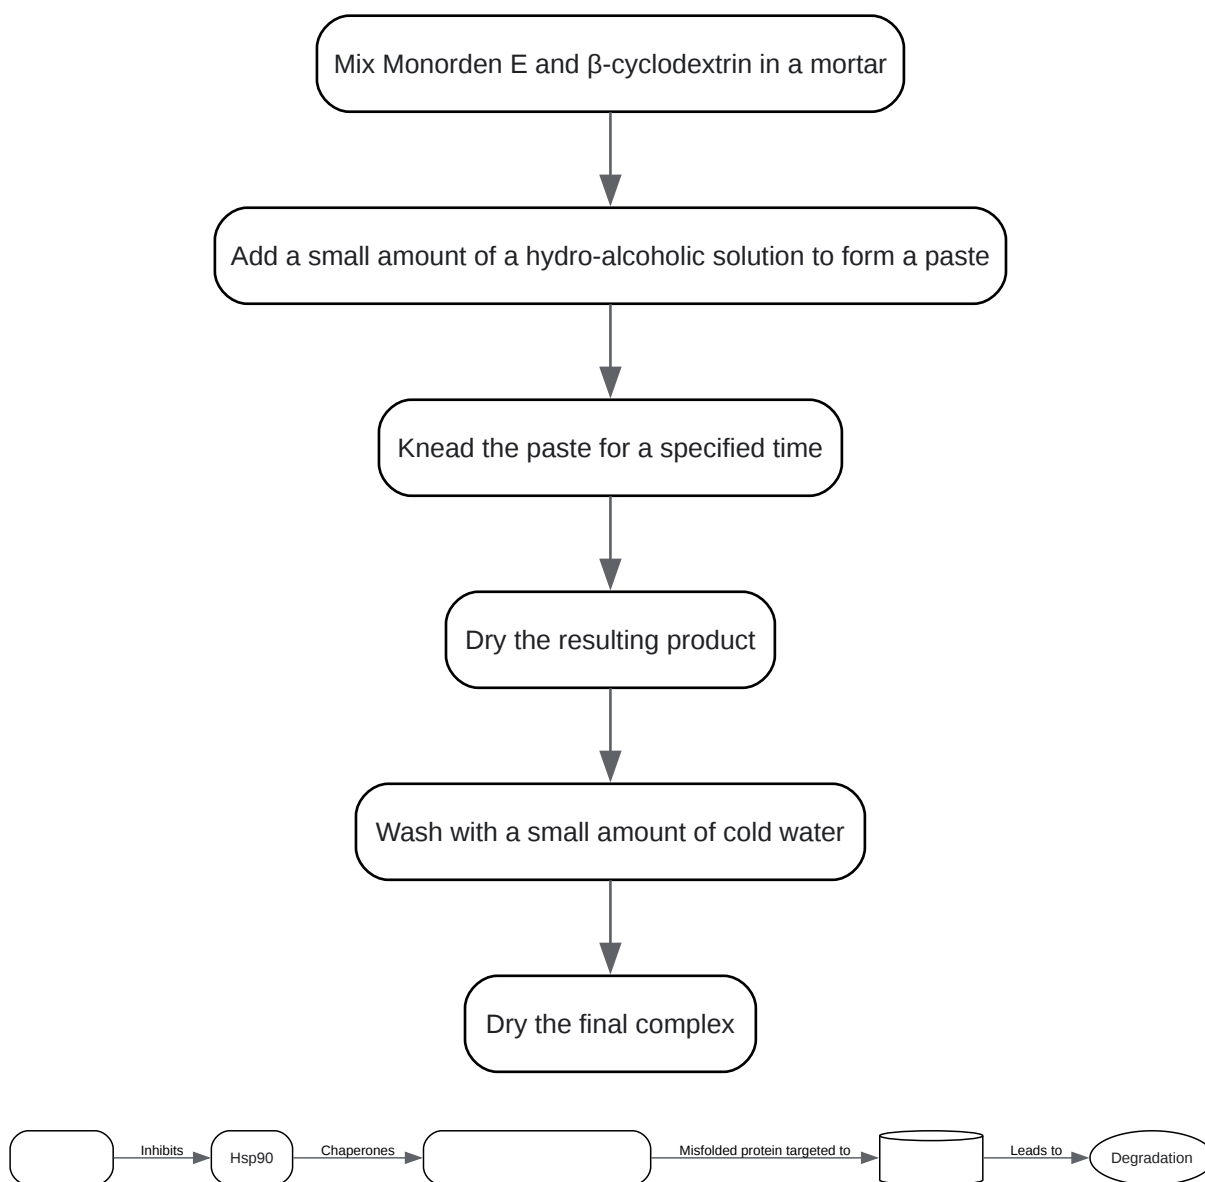 Mix Monorden E and β-cyclodextrin in a mortar
Add a small amount of a hydro-alcoholic solution to form a paste
Knead the paste for a specified time
Dry the resulting product
Wash with a small amount of cold water
Dry the final complex
Inhibits
Hsp90
Chaperones
Misfolded protein targeted to
Leads to
Degradation